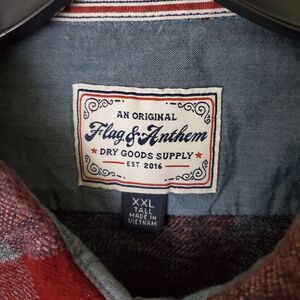 AN ORIGINAL
Flag & Anthem
DRY GOODS SUPPLY
EST 2016
XXL
TALL
MADE IN
VIETNAM